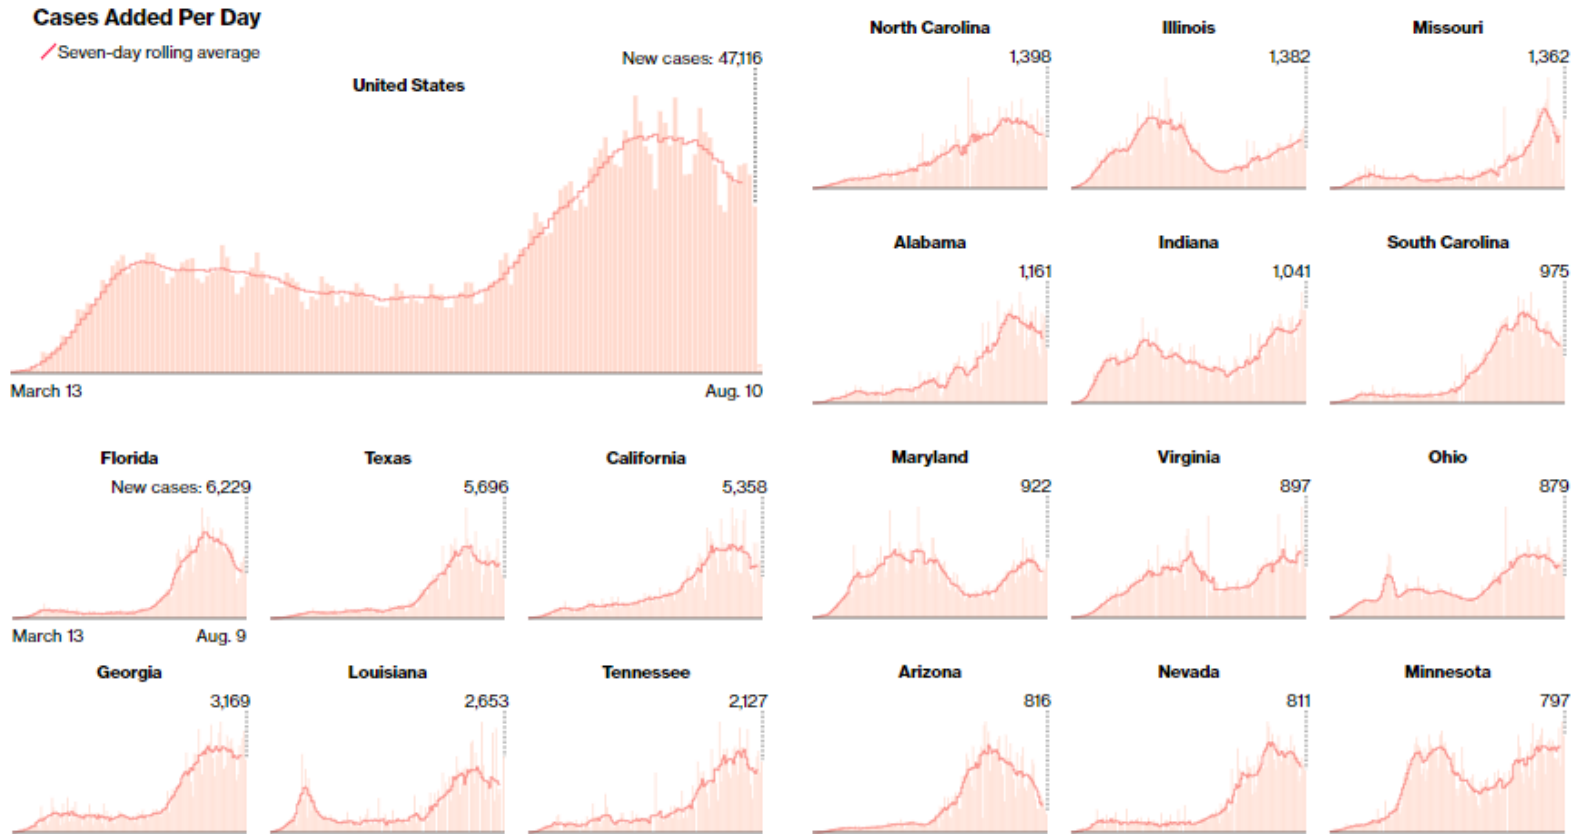 Cases Added Per Day
Seven-day rolling average
United States
New cases: 47,116
March 13
Aug. 10
Florida
New cases: 6,229
March 13
Aug. 9
Texas
5,696
California
5,358
Georgia
3,169
Louisiana
2,653
Tennessee
2,127
North Carolina
1,398
Illinois
1,382
Missouri
1,362
Alabama
1,161
Indiana
1,041
South Carolina
975
Maryland
922
Virginia
897
Ohio
879
Arizona
816
Nevada
811
Minnesota
797